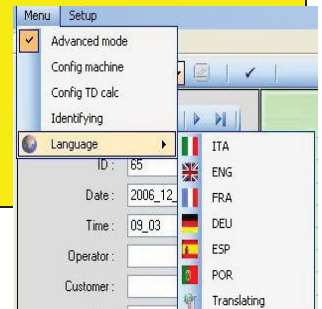 Menu Setup
Advanced mode
Config machine
Config TD calc
Identifying
Language
ITA
ENG
FRA
DEU
ESP
POR
Translating
ID : 65
Date : 2006_12_
Time : 09_03
Operator :
Customer :